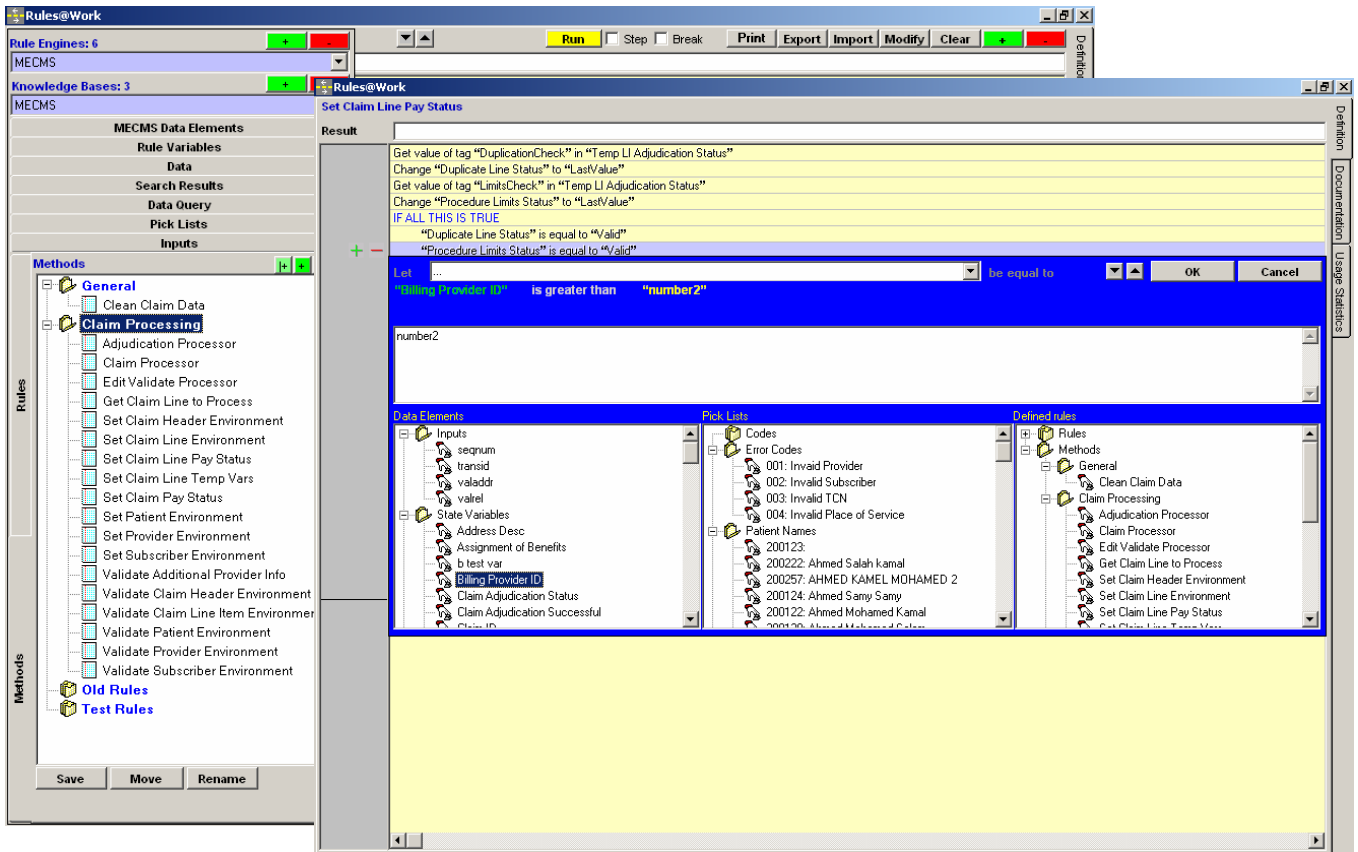 Rules@Work
Rule Engines: 6
+
-
MECMS
Knowledge Bases: 3
+
MECMS
MECMS Data Elements
Rule Variables
Data
Search Results
Data Query
Pick Lists
Inputs
Methods
|+
+
General
Clean Claim Data
Claim Processing
Adjudication Processor
Claim Processor
Edit Validate Processor
Get Claim Line to Process
Set Claim Header Environment
Set Claim Line Environment
Set Claim Line Pay Status
Set Claim Line Temp Vars
Set Claim Pay Status
Set Patient Environment
Set Provider Environment
Set Subscriber Environment
Validate Additional Provider Info
Validate Claim Header Environment
Validate Claim Line Item Environmer
Validate Patient Environment
Validate Provider Environment
Validate Subscriber Environment
Old Rules
Test Rules
Rules
Methods
Save Move Rename
Run Step Break Print Export Import Modify Clear + -
Rules@Work
Set Claim Line Pay Status
Result
Get value of tag “DuplicationCheck” in “Temp LI Adjudication Status”
Change “Duplicate Line Status” to “LastValue”
Get value of tag “LimitsCheck” in “Temp LI Adjudication Status”
Change “Procedure Limits Status” to “LastValue”
IF ALL THIS IS TRUE
“Duplicate Line Status” is equal to “Valid”
+ − “Procedure Limits Status” is equal to “Valid”
Let ... be equal to OK Cancel
“Billing Provider ID” is greater than “number2”
number2
Data Elements
Inputs
seqnum
transid
valaddr
valrel
State Variables
Address Desc
Assignment of Benefits
b test var
Billing Provider ID
Claim Adjudication Status
Claim Adjudication Successful
Claim ID
Pick Lists
Codes
Error Codes
001: Invaid Provider
002: Invalid Subscriber
003: Invalid TCN
004: Invalid Place of Service
Patient Names
200123:
200222: Ahmed Salah kamal
200257: AHMED KAMEL MOHAMED 2
200124: Ahmed Samy Samy
200122: Ahmed Mohamed Kamal
Defined rules
Rules
Methods
General
Clean Claim Data
Claim Processing
Adjudication Processor
Claim Processor
Edit Validate Processor
Get Claim Line to Process
Set Claim Header Environment
Set Claim Line Environment
Set Claim Line Pay Status
Set Claim Line Temp Vars
Definition
Documentation
Usage Statistics